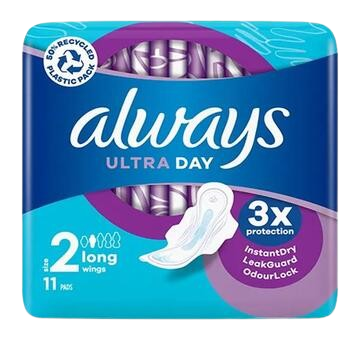 50% RECYCLED
PLASTIC PACK
always
ULTRA DAY
3x
protection
InstantDry
LeakGuard
OdourLock
size 2 long
wings
11 PADS